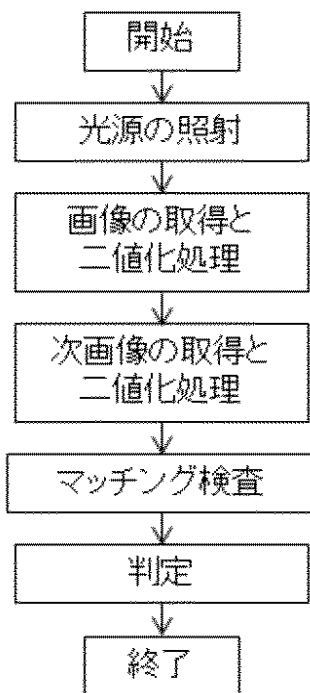 開始
光源の照射
画像の取得と
二値化処理
次画像の取得と
二値化処理
マッチング検査
判定
終了